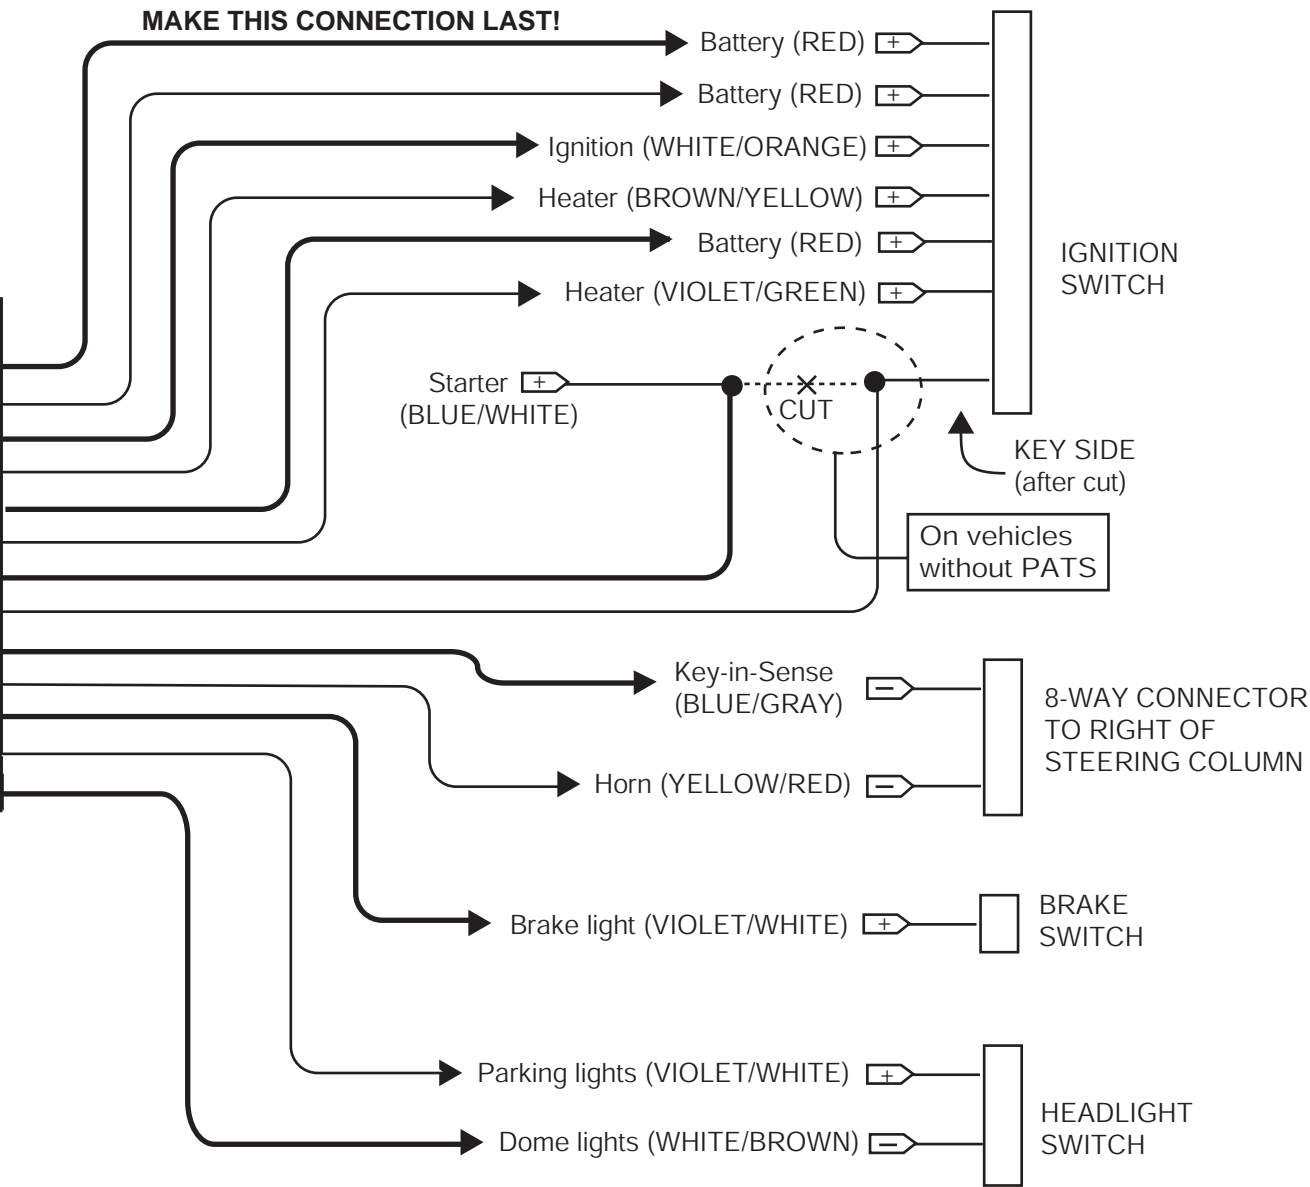 MAKE THIS CONNECTION LAST!
Battery (RED) +
Battery (RED) +
Ignition (WHITE/ORANGE) +
Heater (BROWN/YELLOW) +
Battery (RED) +
Heater (VIOLET/GREEN) +
IGNITION
SWITCH
Starter +
(BLUE/WHITE)
CUT
KEY SIDE
(after cut)
On vehicles
without PATS
Key-in-Sense
(BLUE/GRAY) −
Horn (YELLOW/RED) −
8-WAY CONNECTOR
TO RIGHT OF
STEERING COLUMN
Brake light (VIOLET/WHITE) +
BRAKE
SWITCH
Parking lights (VIOLET/WHITE) +
Dome lights (WHITE/BROWN) −
HEADLIGHT
SWITCH